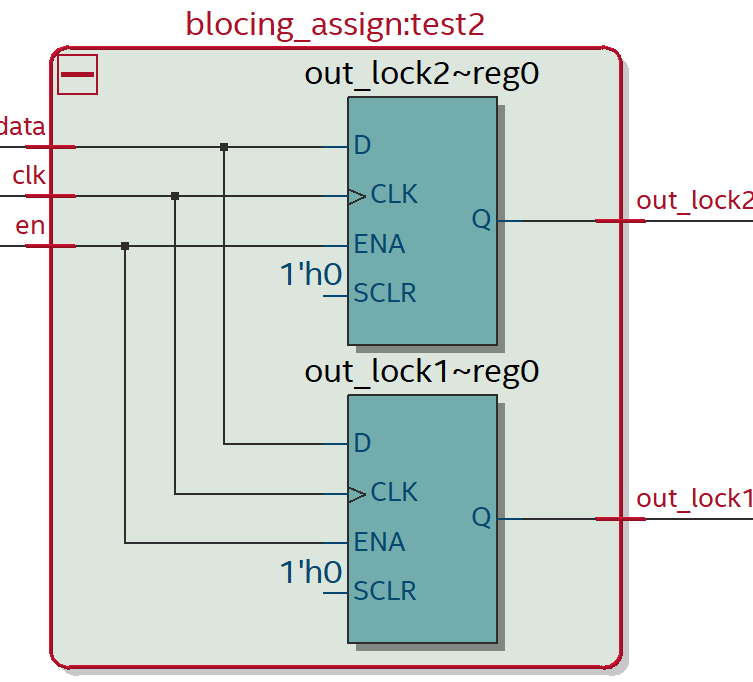 blocing_assign:test2
out_lock2~reg0
data
D
clk
CLK
out_lock2
Q
en
ENA
1'h0
SCLR
out_lock1~reg0
D
CLK
out_lock1
Q
ENA
1'h0
SCLR